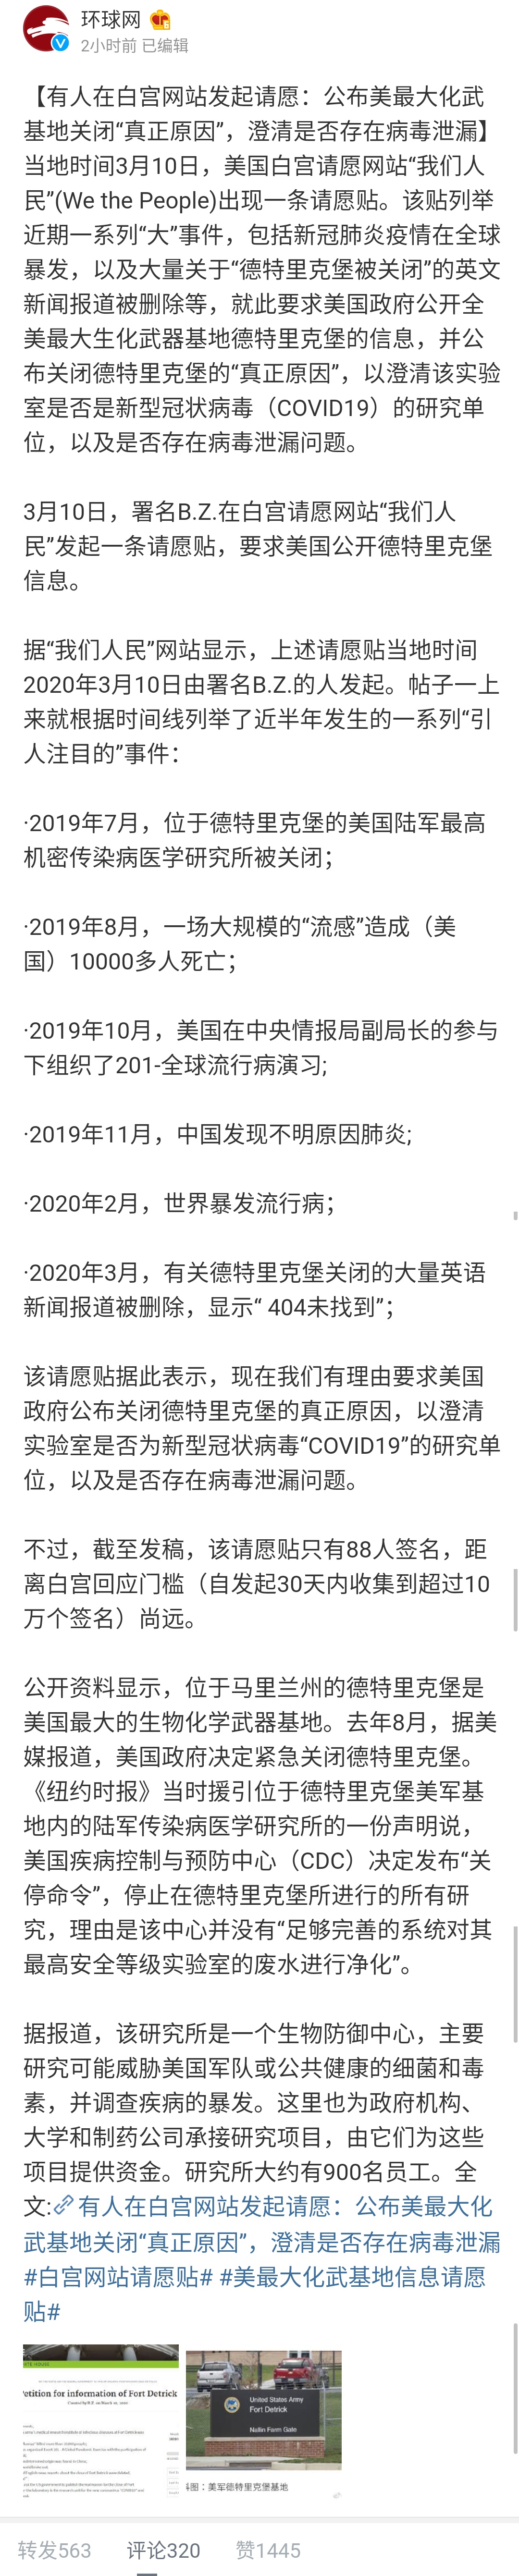 环球网
2小时前 已编辑
【有人在白宫网站发起请愿：公布美最大化武
基地关闭“真正原因”，澄清是否存在病毒泄漏】
当地时间3月10日，美国白宫请愿网站“我们人
民”(We the People)出现一条请愿贴。该贴列举
近期一系列“大”事件，包括新冠肺炎疫情在全球
暴发，以及大量关于“德特里克堡被关闭”的英文
新闻报道被删除等，就此要求美国政府公开全
美最大生化武器基地德特里克堡的信息，并公
布关闭德特里克堡的“真正原因”，以澄清该实验
室是否是新型冠状病毒（COVID19）的研究单
位，以及是否存在病毒泄漏问题。
3月10日，署名B.Z.在白宫请愿网站“我们人
民”发起一条请愿贴，要求美国公开德特里克堡
信息。
据“我们人民”网站显示，上述请愿贴当地时间
2020年3月10日由署名B.Z.的人发起。帖子一上
来就根据时间线列举了近半年发生的一系列“引
人注目的”事件：
·2019年7月，位于德特里克堡的美国陆军最高
机密传染病医学研究所被关闭；
·2019年8月，一场大规模的“流感”造成（美
国）10000多人死亡；
·2019年10月，美国在中央情报局副局长的参与
下组织了201-全球流行病演习;
·2019年11月，中国发现不明原因肺炎;
·2020年2月，世界暴发流行病；
·2020年3月，有关德特里克堡关闭的大量英语
新闻报道被删除，显示“ 404未找到”；
该请愿贴据此表示，现在我们有理由要求美国
政府公布关闭德特里克堡的真正原因，以澄清
实验室是否为新型冠状病毒“COVID19”的研究单
位，以及是否存在病毒泄漏问题。
不过，截至发稿，该请愿贴只有88人签名，距
离白宫回应门槛（自发起30天内收集到超过10
万个签名）尚远。
公开资料显示，位于马里兰州的德特里克堡是
美国最大的生物化学武器基地。去年8月，据美
媒报道，美国政府决定紧急关闭德特里克堡。
《纽约时报》当时援引位于德特里克堡美军基
地内的陆军传染病医学研究所的一份声明说，
美国疾病控制与预防中心（CDC）决定发布“关
停命令”，停止在德特里克堡所进行的所有研
究，理由是该中心并没有“足够完善的系统对其
最高安全等级实验室的废水进行净化”。
据报道，该研究所是一个生物防御中心，主要
研究可能威胁美国军队或公共健康的细菌和毒
素，并调查疾病的暴发。这里也为政府机构、
大学和制药公司承接研究项目，由它们为这些
项目提供资金。研究所大约有900名员工。全
文:有人在白宫网站发起请愿：公布美最大化
武基地关闭“真正原因”，澄清是否存在病毒泄漏
#白宫网站请愿贴# #美最大化武基地信息请愿
贴#
etition for information of Fort Detrick
United States Army
Fort Detrick
Nallin Farm Gate
图：美军德特里克堡基地
转发563 评论320 赞1445